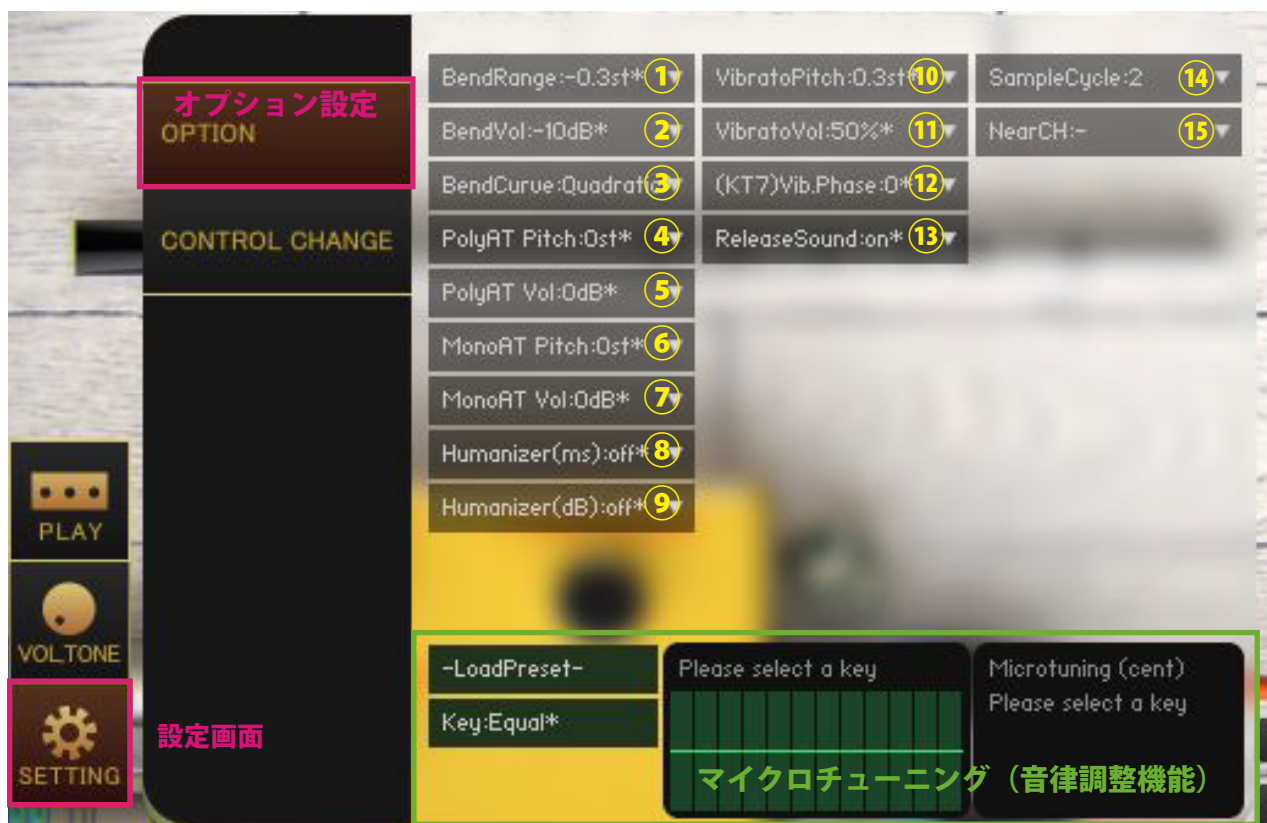 オプション設定
OPTION
CONTROL CHANGE
BendRange:-0.3st* ①
BendVol:-10dB* ②
BendCurve:Quadratic ③
PolyAT Pitch:0st* ④
PolyAT Vol:0dB* ⑤
MonoAT Pitch:0st* ⑥
MonoAT Vol:0dB* ⑦
Humanizer(ms):off* ⑧
Humanizer(dB):off* ⑨
VibratoPitch:0.3st* ⑩
VibratoVol:50%* ⑪
(KT7)Vib.Phase:0* ⑫
ReleaseSound:on* ⑬
SampleCycle:2 ⑭
NearCH:- ⑮
PLAY
VOLTONE
SETTING
設定画面
-LoadPreset-
Key:Equal*
Please select a key
Microtuning (cent)
Please select a key
マイクロチューニング（音律調整機能）